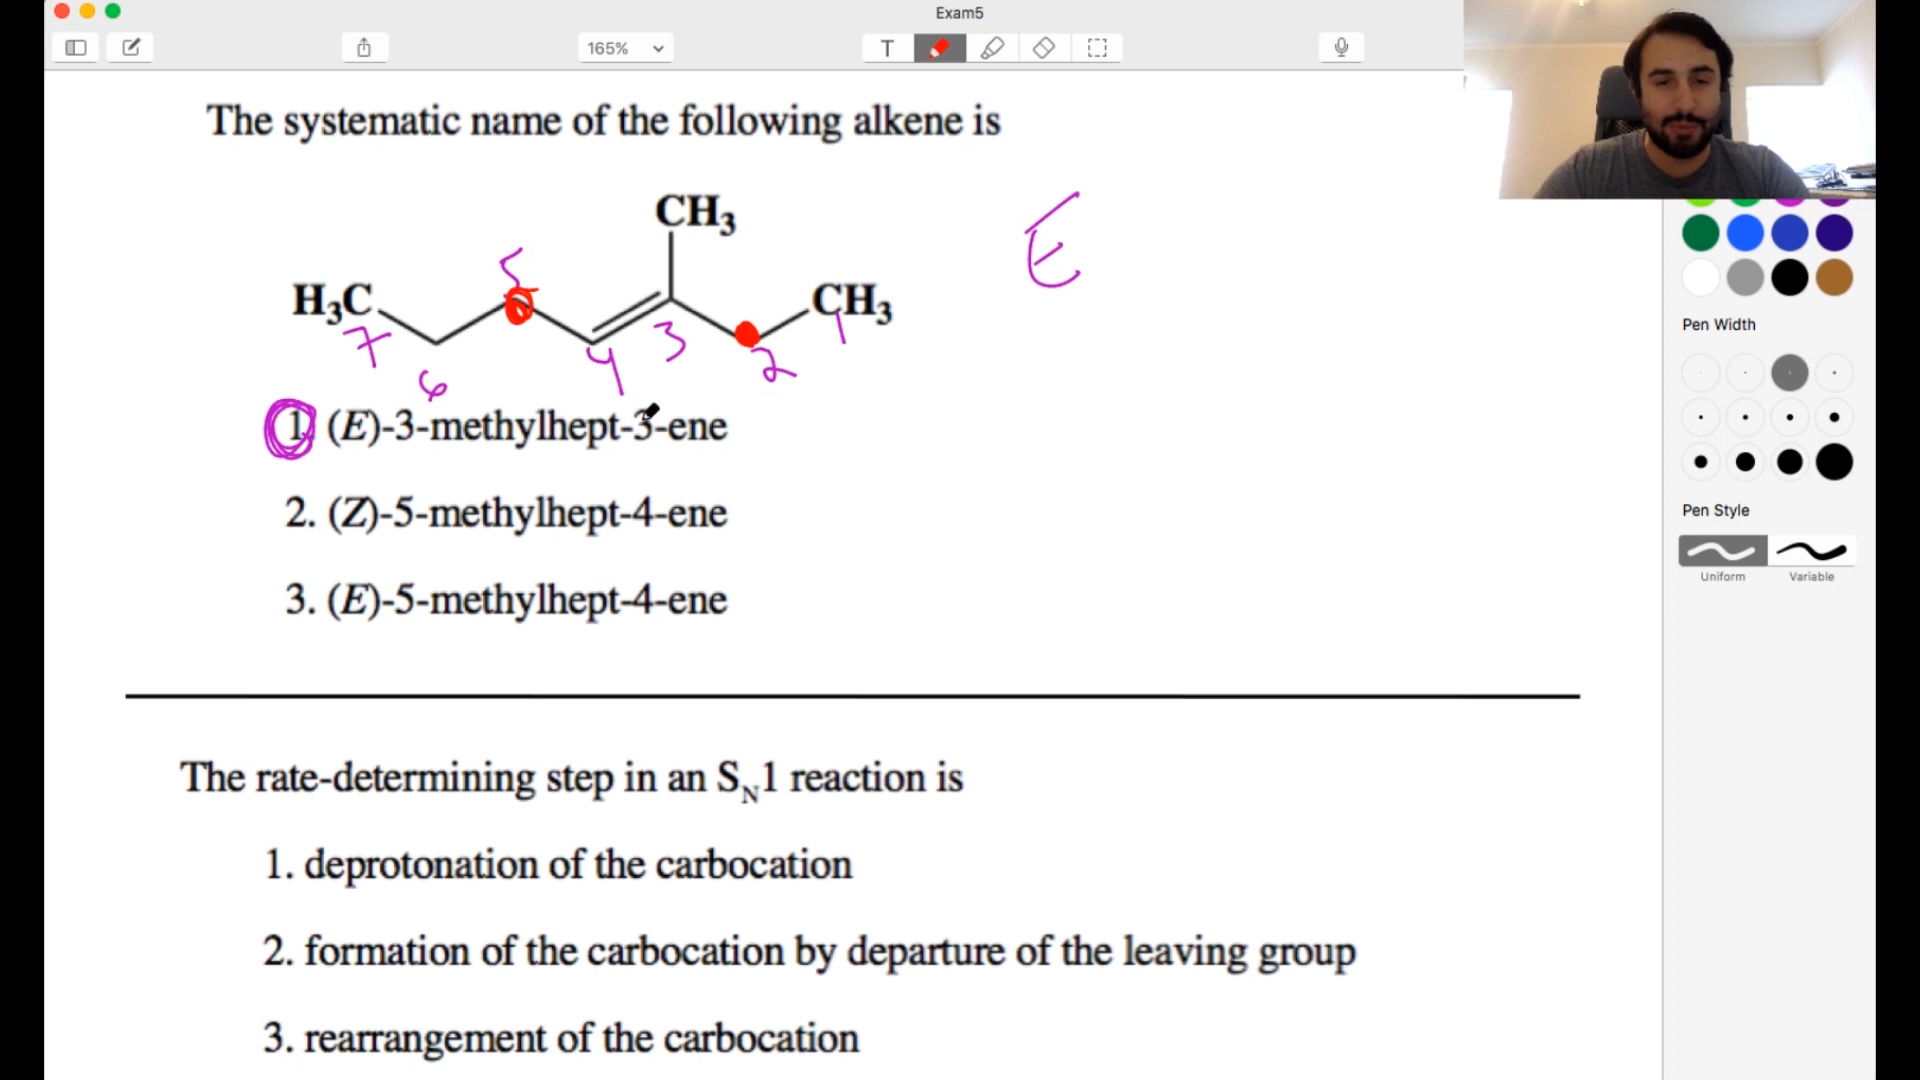 Exam5
165%
T
The systematic name of the following alkene is
CH3
E
5
H3C
CH3
7
6
4
3
2
1
1. (E)-3-methylhept-3-ene
2. (Z)-5-methylhept-4-ene
3. (E)-5-methylhept-4-ene
The rate-determining step in an SN1 reaction is
1. deprotonation of the carbocation
2. formation of the carbocation by departure of the leaving group
3. rearrangement of the carbocation
Pen Width
Pen Style
Uniform
Variable